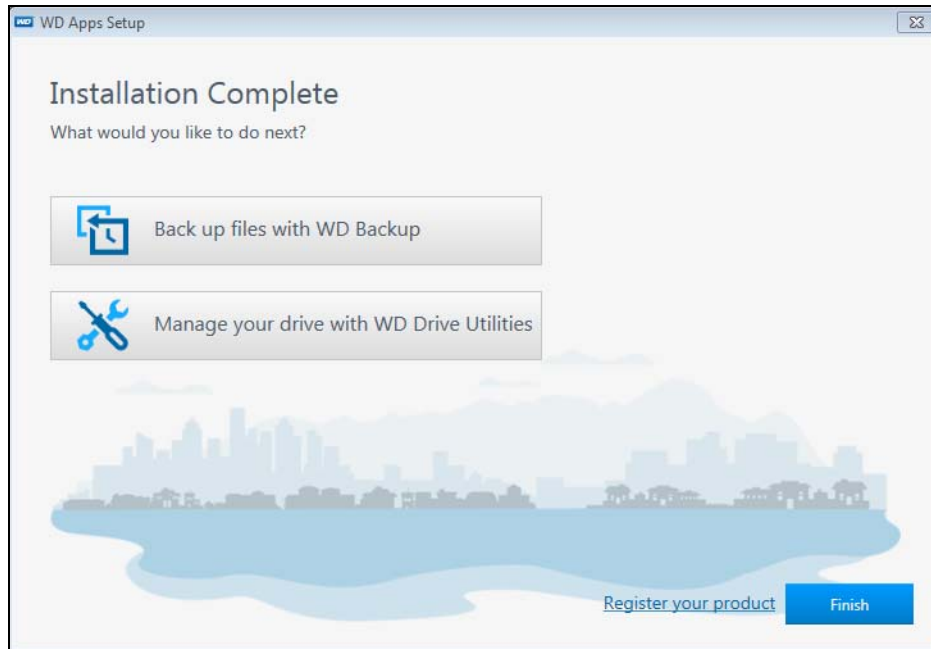 WD WD Apps Setup
Installation Complete
What would you like to do next?
Back up files with WD Backup
Manage your drive with WD Drive Utilities
Register your product Finish